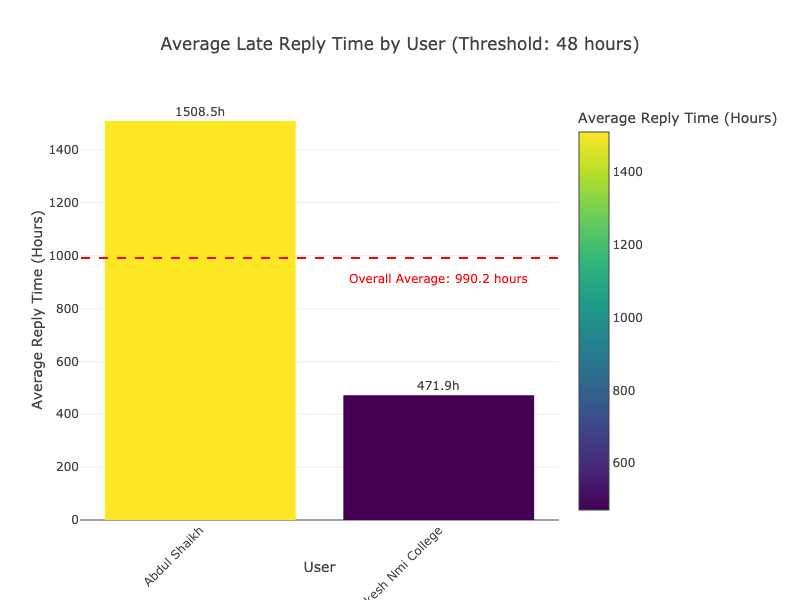 Average Late Reply Time by User (Threshold: 48 hours)
1508.5h
Average Reply Time (Hours)
1400
1200
1000
800
600
400
200
0
Average Reply Time (Hours)
1400
1200
1000
800
600
Overall Average: 990.2 hours
471.9h
Abdul Shaikh
Nmi College
User